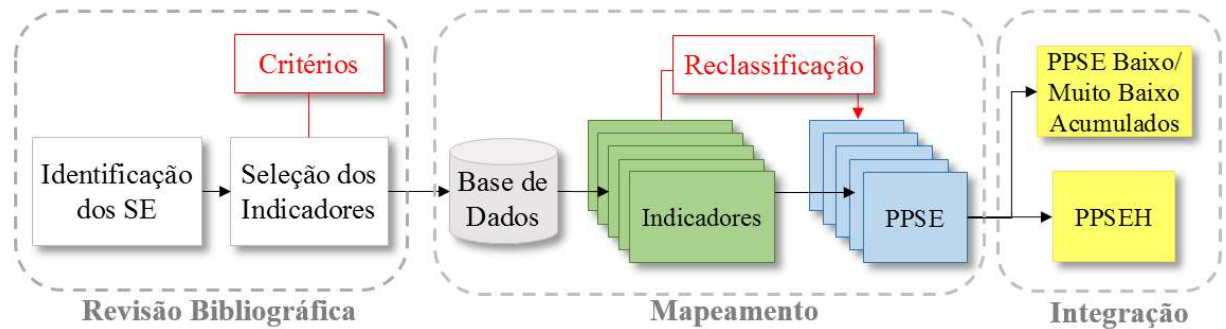 Critérios
Identificação
dos SE
Seleção dos
Indicadores
Revisão Bibliográfica
Reclassificação
Base de
Dados
Indicadores
PPSE
Mapeamento
PPSE Baixo/
Muito Baixo
Acumulados
PPSEH
Integração